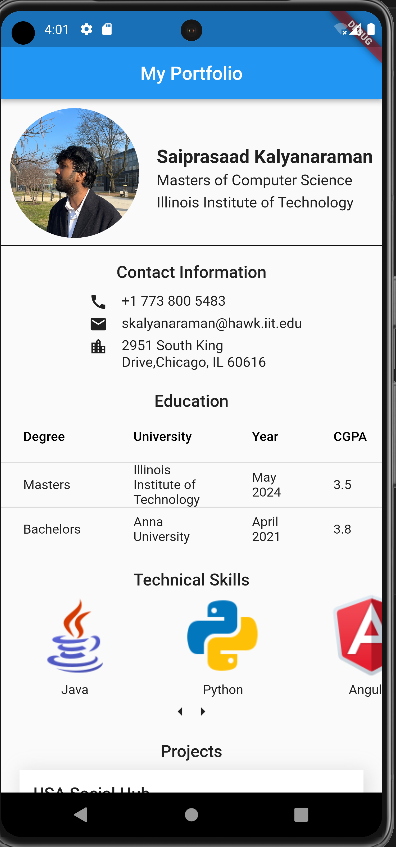 4:01
DEBUG
My Portfolio
Saiprasaad Kalyanaraman
Masters of Computer Science
Illinois Institute of Technology
Contact Information
+1 773 800 5483
skalyanaraman@hawk.iit.edu
2951 South King
Drive,Chicago, IL 60616
Education
Degree University Year CGPA
Masters Illinois Institute of Technology May 2024 3.5
Bachelors Anna University April 2021 3.8
Technical Skills
Java Python Angul
Projects
USA Social Hub